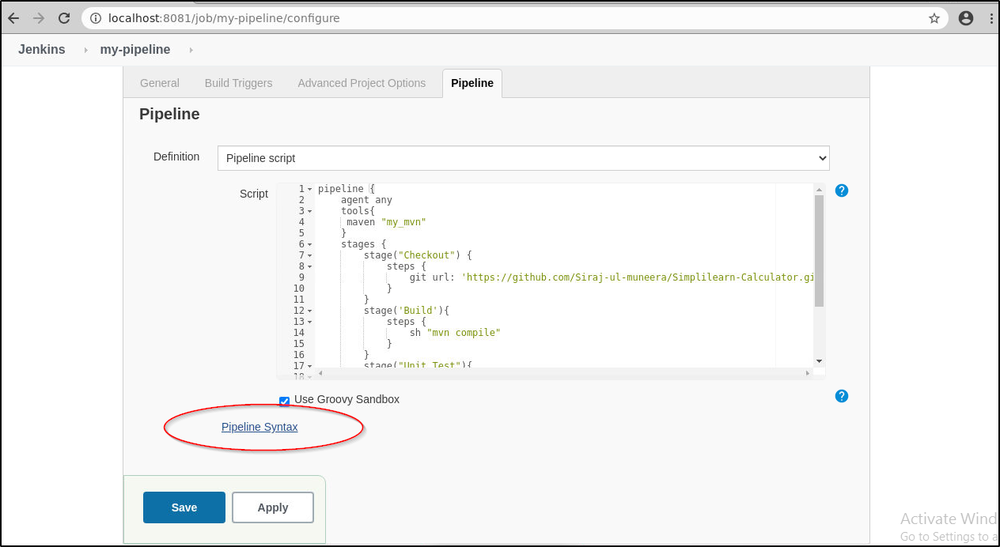 localhost:8081/job/my-pipeline/configure
Jenkins my-pipeline
General Build Triggers Advanced Project Options Pipeline
Pipeline
Definition Pipeline script
Script
1 pipeline {
2 agent any
3 tools{
4 maven "my_mvn"
5 }
6 stages {
7 stage("Checkout") {
8 steps {
9 git url: 'https://github.com/Siraj-ul-muneera/Simplilearn-Calculator.gi
10 }
11 }
12 stage('Build'){
13 steps {
14 sh "mvn compile"
15 }
16 }
17 stage("Unit Test"){
18
Use Groovy Sandbox
Pipeline Syntax
Save Apply
Activate Wind
Go to Settings to a